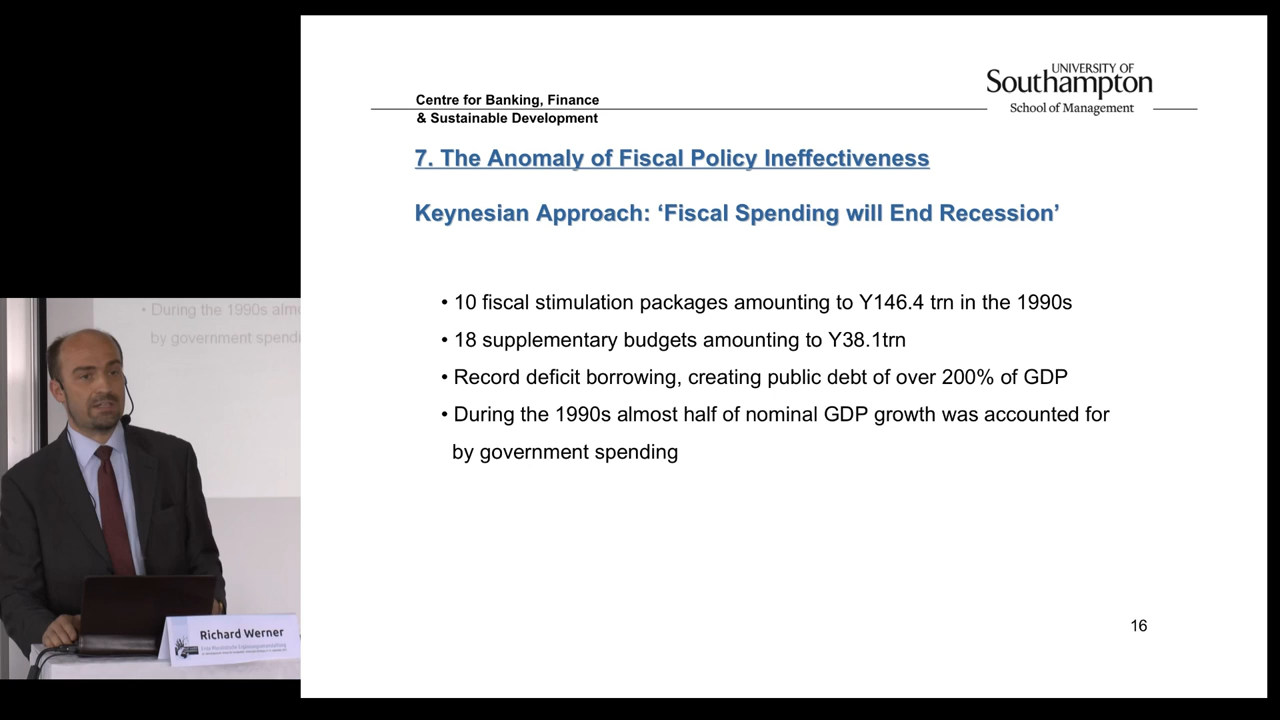 Centre for Banking, Finance
& Sustainable Development
UNIVERSITY OF
Southampton
School of Management
7. The Anomaly of Fiscal Policy Ineffectiveness
Keynesian Approach: ‘Fiscal Spending will End Recession’
• 10 fiscal stimulation packages amounting to Y146.4 trn in the 1990s
• 18 supplementary budgets amounting to Y38.1trn
• Record deficit borrowing, creating public debt of over 200% of GDP
• During the 1990s almost half of nominal GDP growth was accounted for
by government spending
16
• During the 1990s almo
by government spendi
Richard Werner